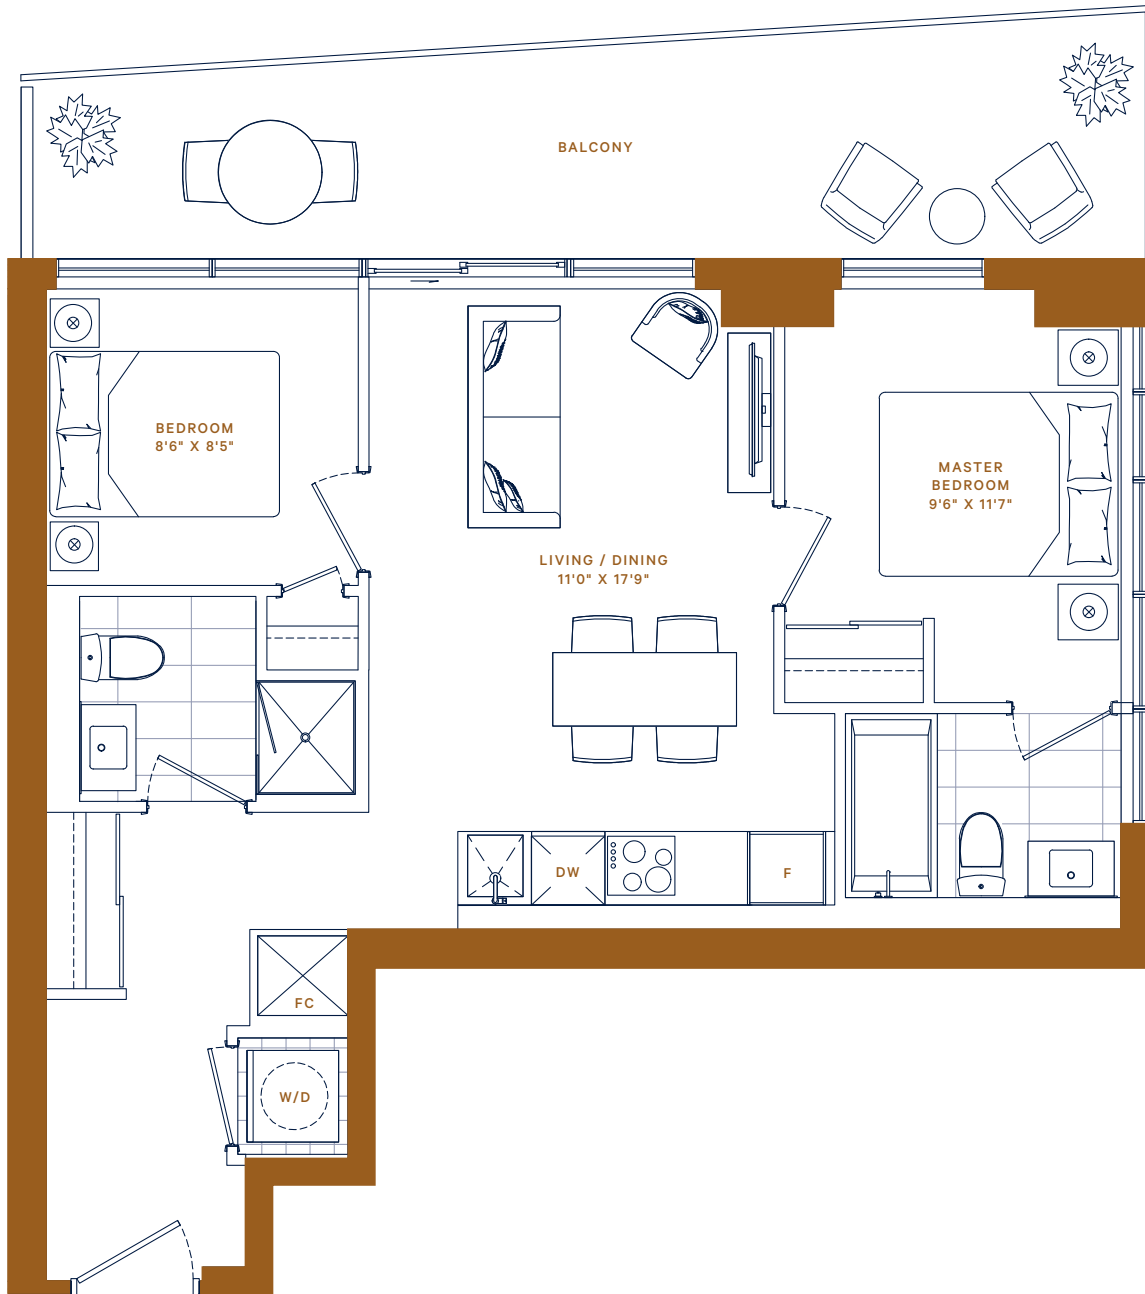 BALCONY
BEDROOM
8'6" X 8'5"
MASTER
BEDROOM
9'6" X 11'7"
LIVING / DINING
11'0" X 17'9"
DW
F
FC
W/D